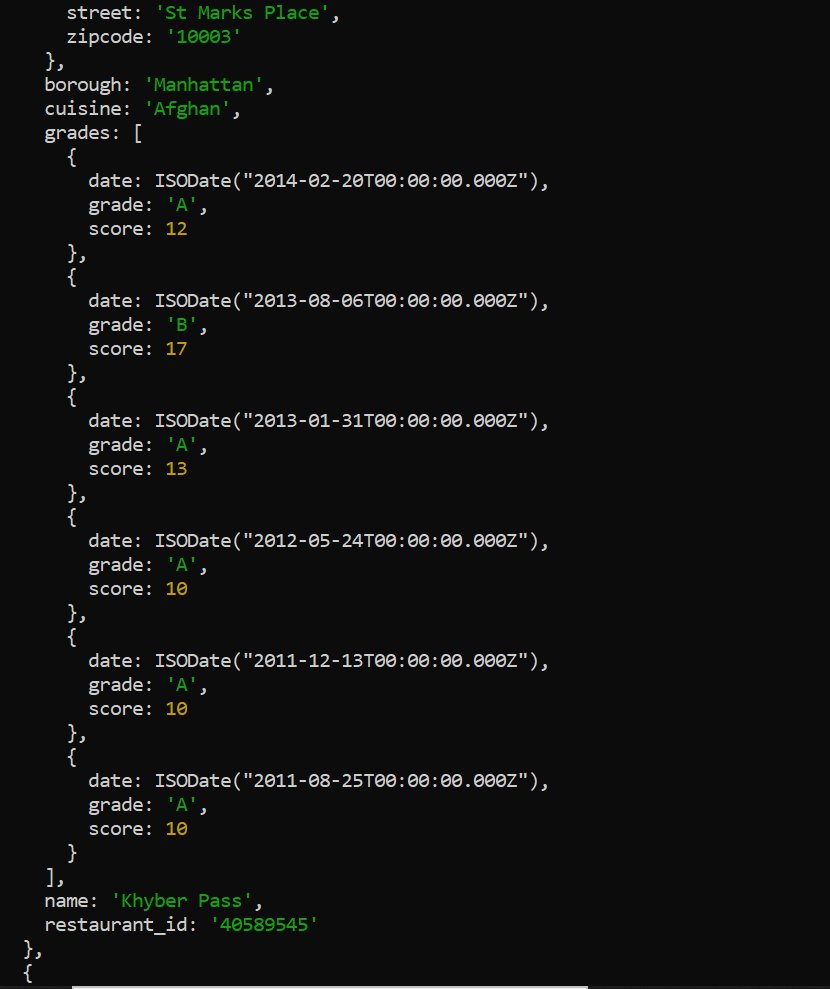 street: 'St Marks Place',
zipcode: '10003'
},
borough: 'Manhattan',
cuisine: 'Afghan',
grades: [
{
date: ISODate("2014-02-20T00:00:00.000Z"),
grade: 'A',
score: 12
},
{
date: ISODate("2013-08-06T00:00:00.000Z"),
grade: 'B',
score: 17
},
{
date: ISODate("2013-01-31T00:00:00.000Z"),
grade: 'A',
score: 13
},
{
date: ISODate("2012-05-24T00:00:00.000Z"),
grade: 'A',
score: 10
},
{
date: ISODate("2011-12-13T00:00:00.000Z"),
grade: 'A',
score: 10
},
{
date: ISODate("2011-08-25T00:00:00.000Z"),
grade: 'A',
score: 10
}
],
name: 'Khyber Pass',
restaurant_id: '40589545'
},
{